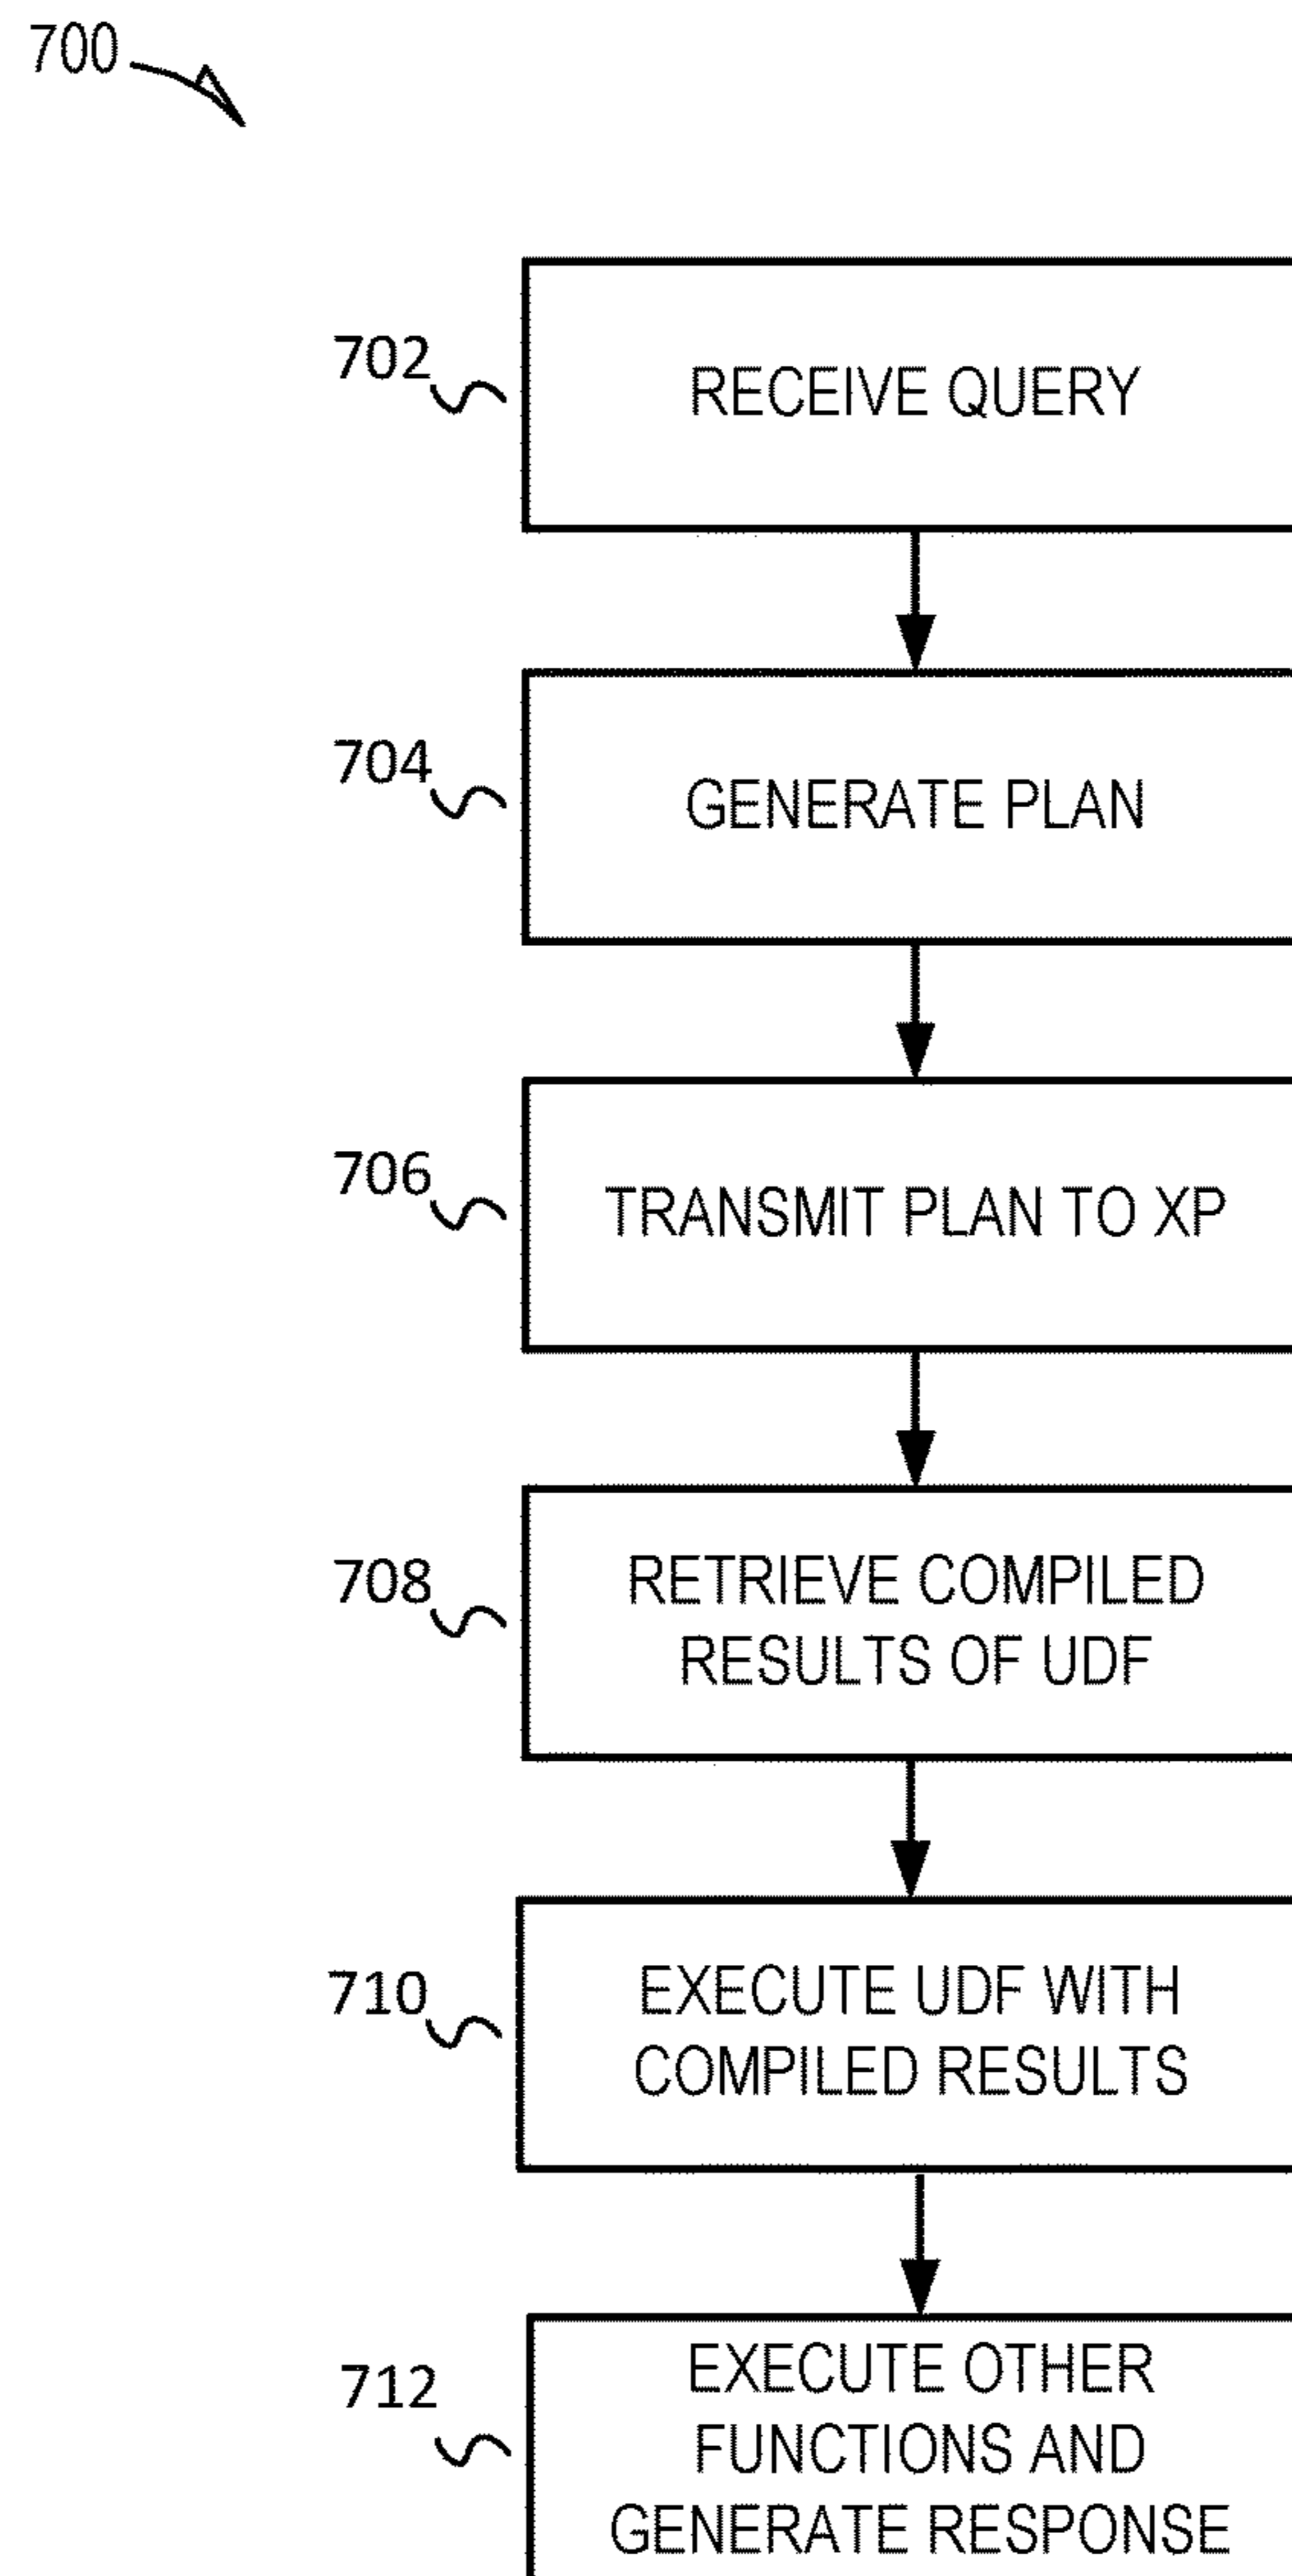 700
702
RECEIVE QUERY
704
GENERATE PLAN
706
TRANSMIT PLAN TO XP
708
RETRIEVE COMPILED
RESULTS OF UDF
710
EXECUTE UDF WITH
COMPILED RESULTS
712
EXECUTE OTHER
FUNCTIONS AND
GENERATE RESPONSE